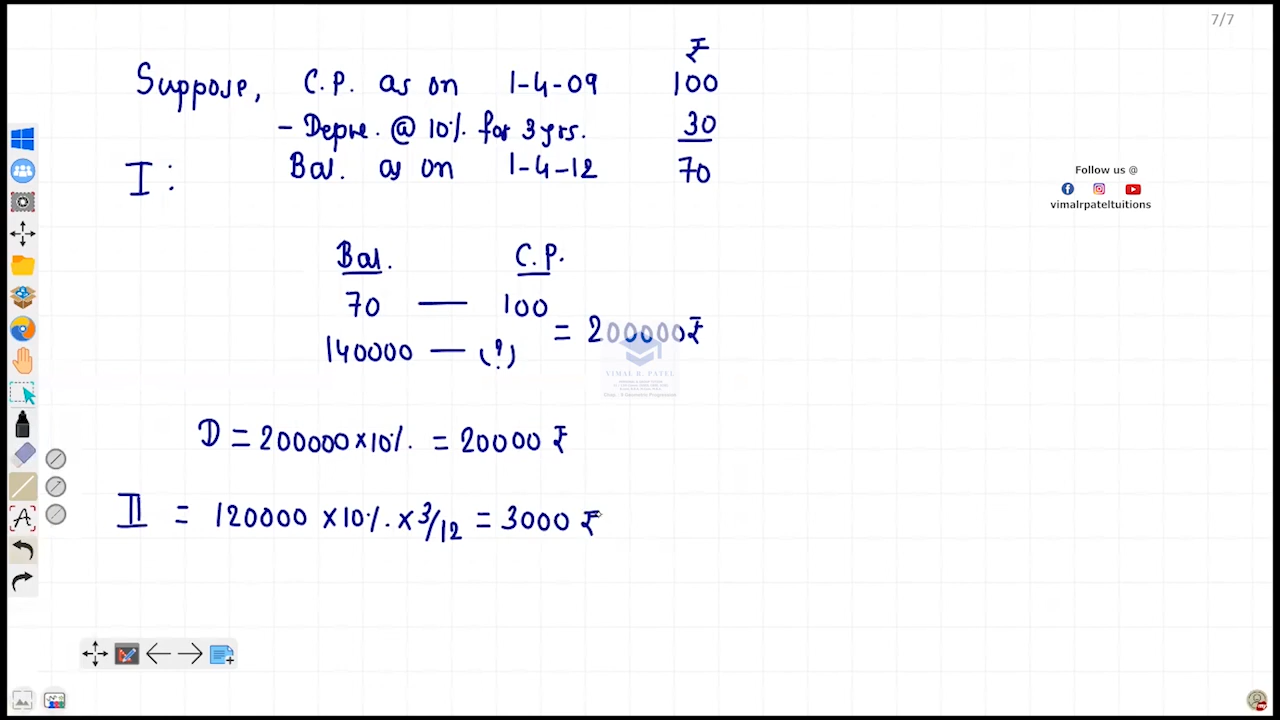 7/7
₹
Suppose, C.P. as on 1-4-09 100
- Depre. @ 10%. for 3 yrs. 30
I: Bal. as on 1-4-12 70
Follow us @
vimalrpateltuitions
Bal. C.P.
70 — 100
140000 — (?) = 200000 ₹
VIMAL R. PATEL
D = 200000 × 10%. = 20000 ₹
II = 120000 × 10%. × 3/12 = 3000 ₹
A